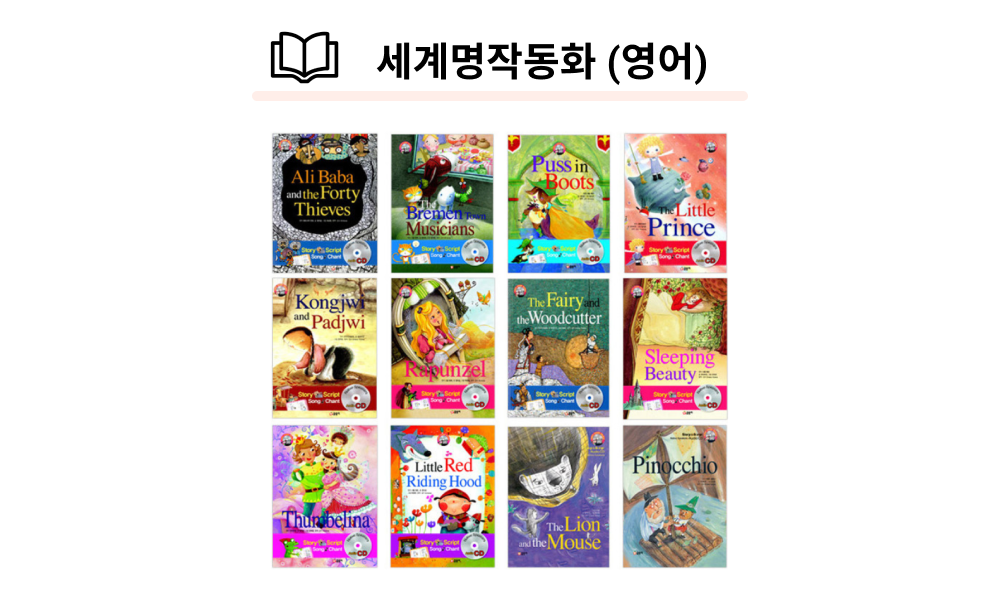 세계명작동화 (영어)
Ali Baba
and the Forty
Thieves
Story Script
Song Chant
CD
The
Bremen Town
Musicians
Story Script
Song Chant
CD
Puss in
Boots
Story Script
Song Chant
CD
The Little
Prince
Story Script
Song Chant
CD
Kongjwi
and Padjwi
Story Script
Song Chant
CD
Rapunzel
Story Script
Song Chant
CD
The Fairy and
the Woodcutter
Story Script
Song Chant
CD
Sleeping
Beauty
Story Script
Song Chant
CD
Thumbelina
Story Script
Song Chant
CD
Little Red
Riding Hood
Story Script
Song Chant
CD
The Lion
and the Mouse
Pinocchio